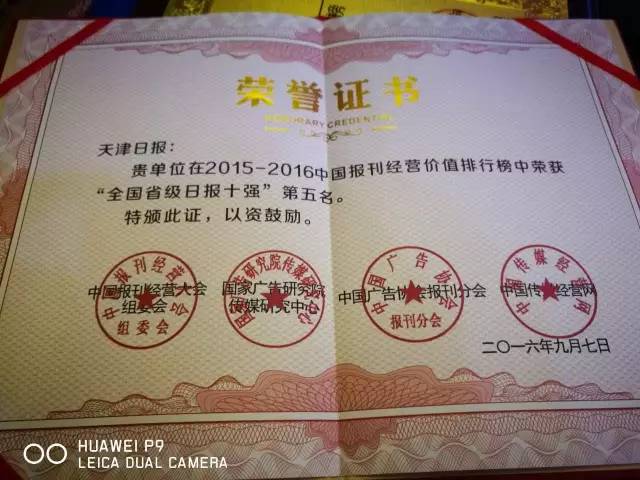 荣誉证书
HONORARY CREDENTIAL
天津日报：
贵单位在2015-2016中国报刊经营价值排行榜中荣获
“全国省级日报十强”第五名。
特颁此证，以资鼓励。
中国报刊经营大会 国家广告研究院 中国广告协会报刊分会 中国传媒经营网
组委会 传媒研究中心
组委会
报刊分会
二〇一六年九月七日
HUAWEI P9
LEICA DUAL CAMERA